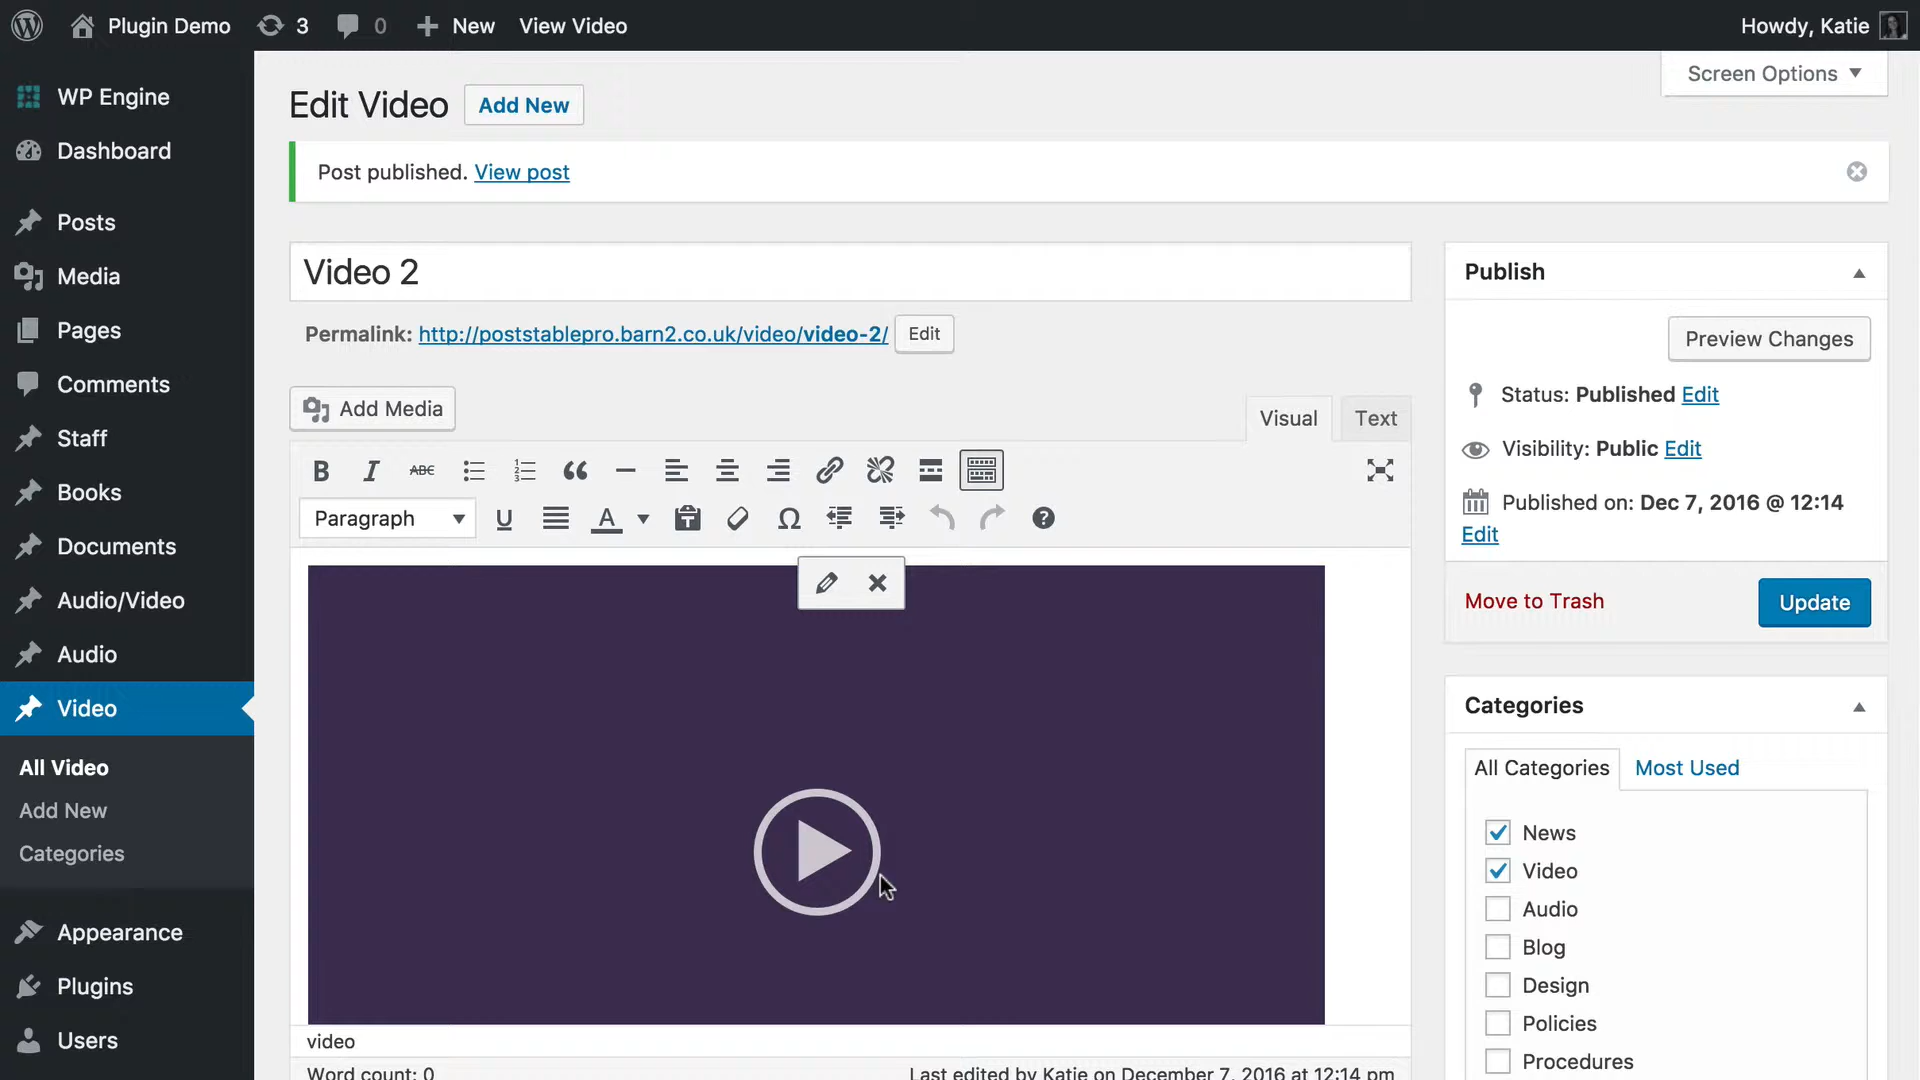 Plugin Demo 3 0 New View Video Howdy, Katie
Screen Options
WP Engine
Dashboard
Posts
Media
Pages
Comments
Staff
Books
Documents
Audio/Video
Audio
Video
All Video
Add New
Categories
Appearance
Plugins
Users
Edit Video Add New
Post published. View post
Video 2
Permalink: http://poststablepro.barn2.co.uk/video/video-2/ Edit
Add Media
Visual Text
B I ABC
Paragraph U A Ω ?
video
Word count: 0 Last edited by Katie on December 7, 2016 at 12:14 pm
Publish
Preview Changes
Status: Published Edit
Visibility: Public Edit
Published on: Dec 7, 2016 @ 12:14
Edit
Move to Trash Update
Categories
All Categories Most Used
News
Video
Audio
Blog
Design
Policies
Procedures